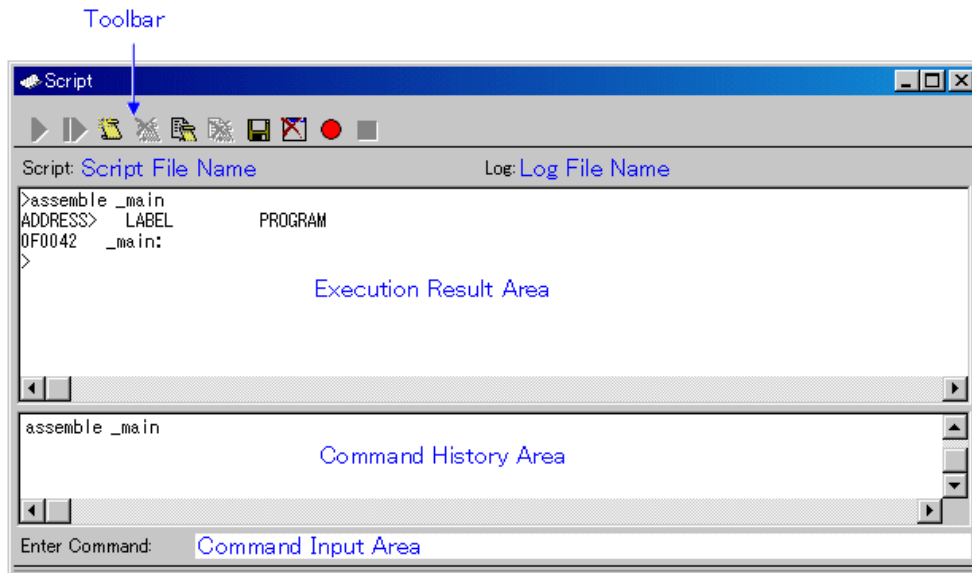 Toolbar
Script
Script: Script File Name Log: Log File Name
>assemble _main
ADDRESS> LABEL PROGRAM
0F0042 _main:
>
Execution Result Area
assemble _main
Command History Area
Enter Command: Command Input Area